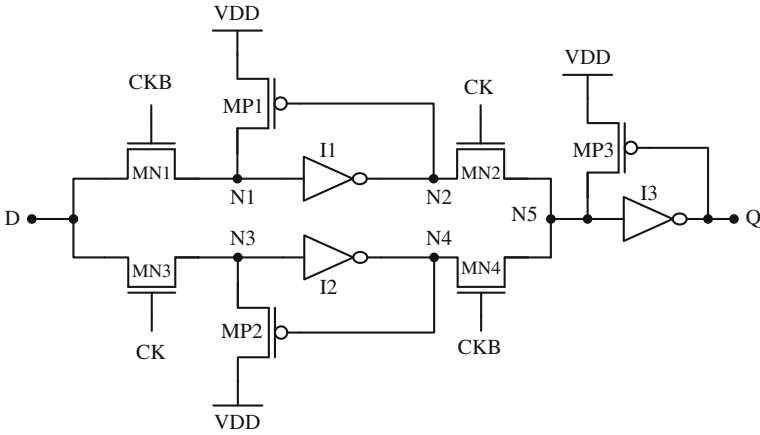 VDD
VDD
CKB
CK
MP1
MP3
I1
MN1
MN2
N1
N2
I3
D
N5
Q
N3
N4
MN3
MN4
I2
MP2
CK
CKB
VDD